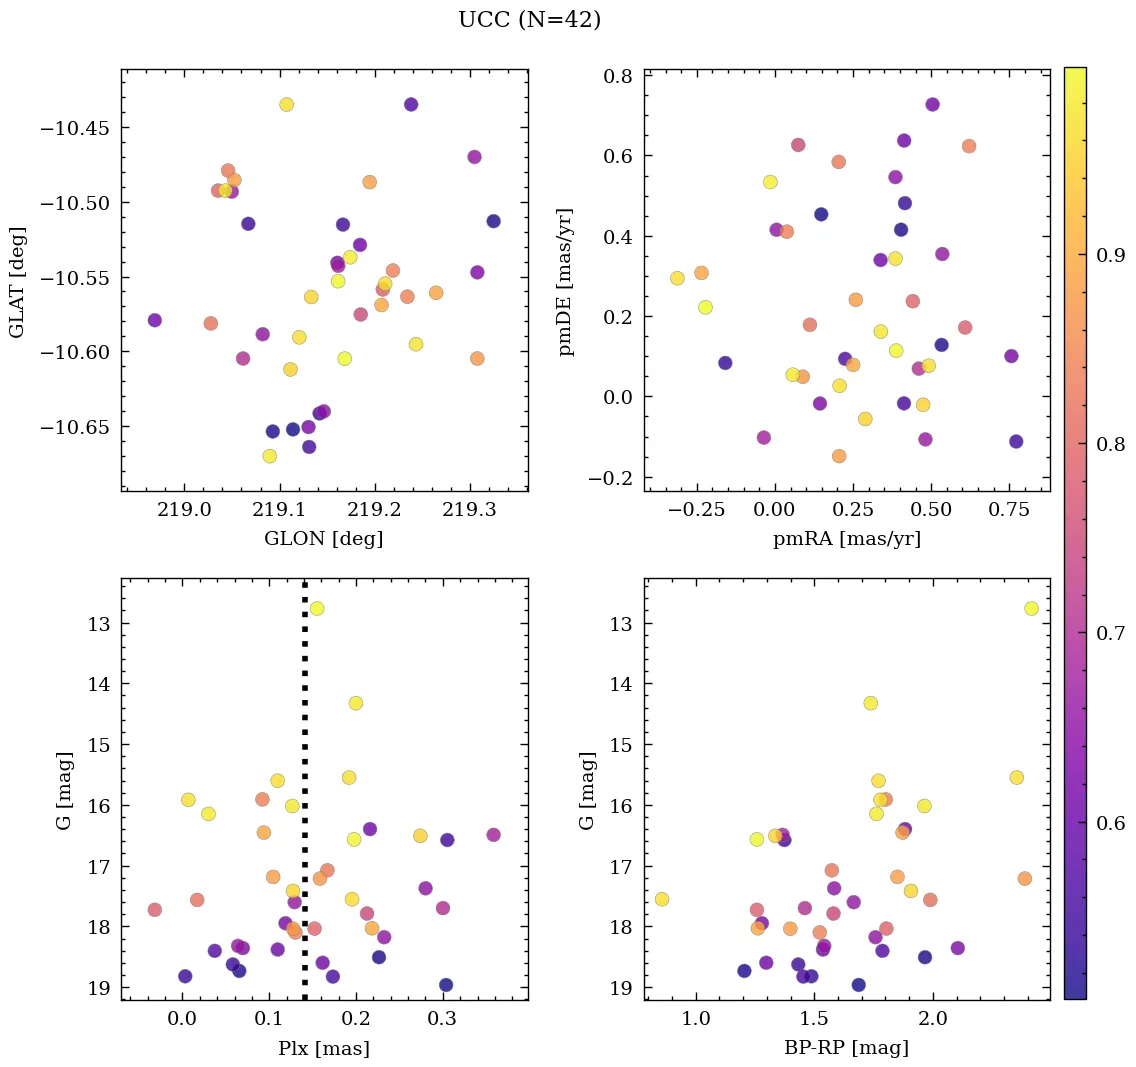 UCC (N=42)
−10.45
−10.50
−10.55
−10.60
−10.65
GLAT [deg]
219.0 219.1 219.2 219.3
GLON [deg]
0.8
0.6
0.4
0.2
0.0
−0.2
pmDE [mas/yr]
−0.25 0.00 0.25 0.50 0.75
pmRA [mas/yr]
0.9
0.8
0.7
0.6
13
14
15
16
17
18
19
G [mag]
0.0 0.1 0.2 0.3
Plx [mas]
13
14
15
16
17
18
19
G [mag]
1.0 1.5 2.0
BP-RP [mag]